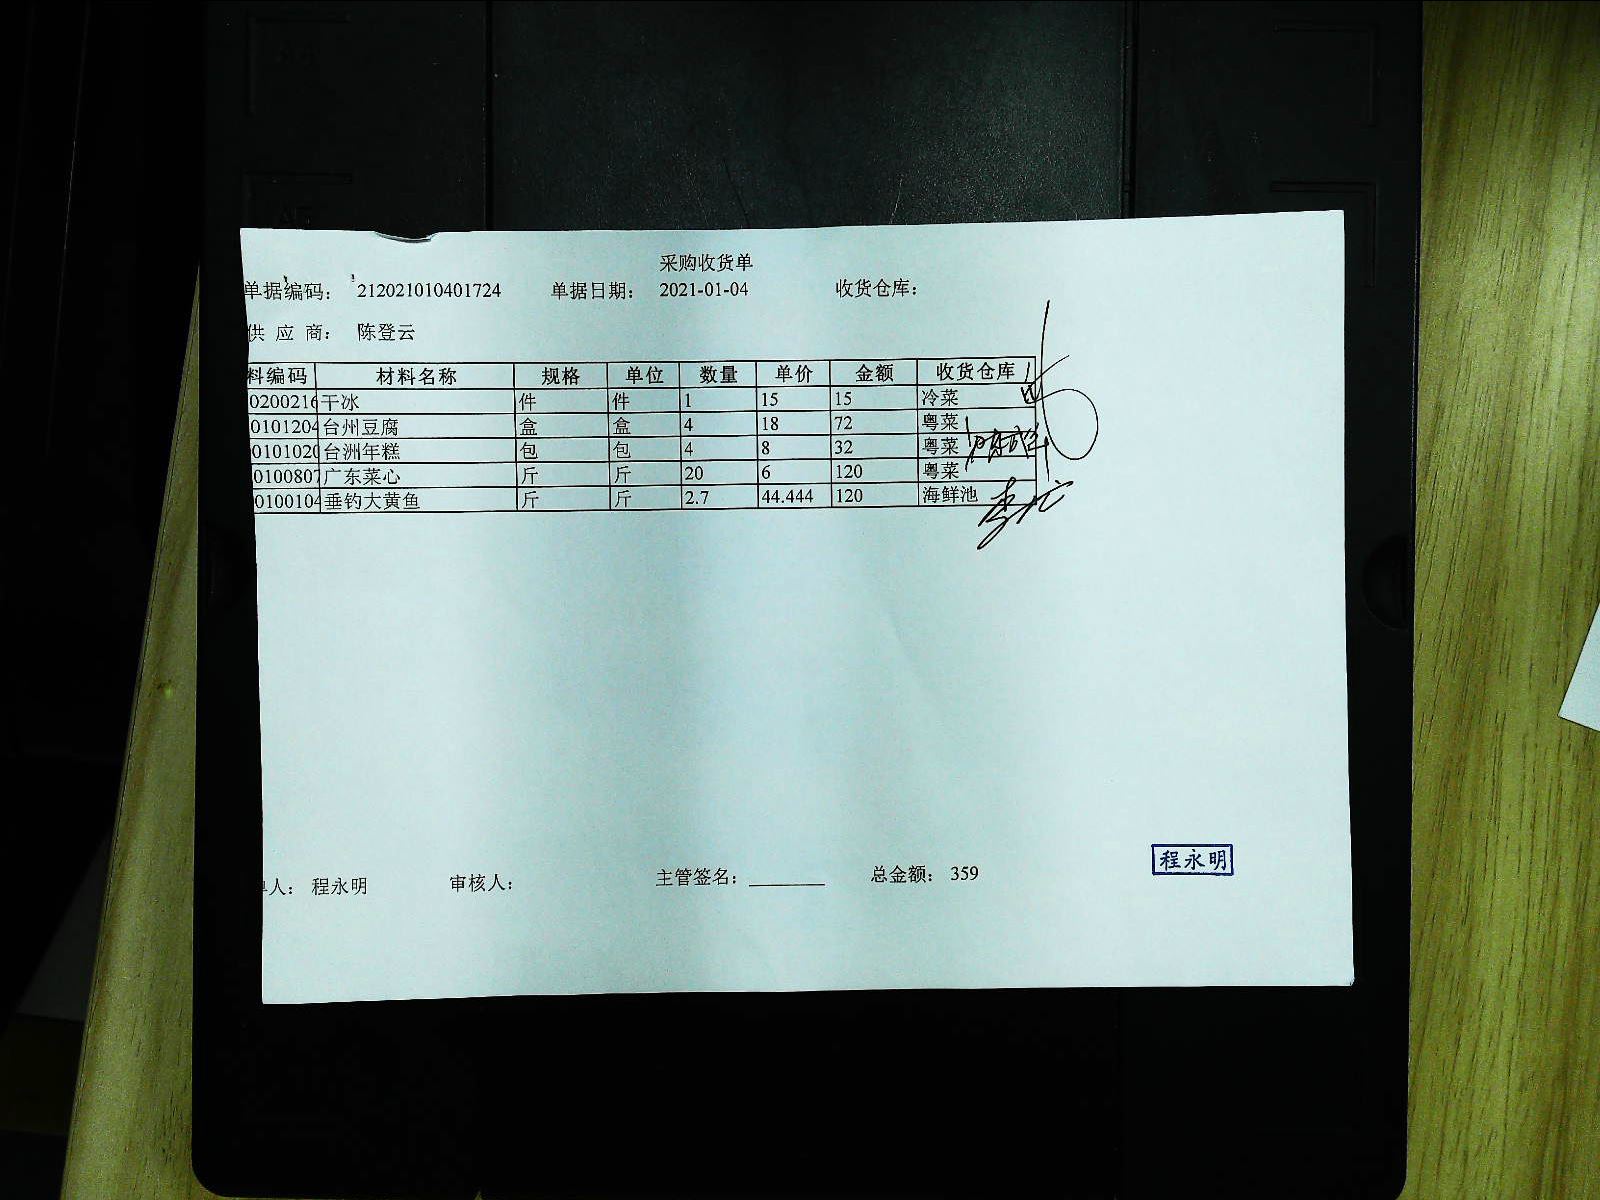 采购收货单
单据编码： 212021010401724 单据日期： 2021-01-04 收货仓库：
供 应 商： 陈登云
料编码 材料名称 规格 单位 数量 单价 金额 收货仓库
0200216 干冰 件 件 1 15 15 冷菜
0101204 台州豆腐 盒 盒 4 18 72 粤菜
0101020 台洲年糕 包 包 4 8 32 粤菜
0100807 广东菜心 斤 斤 20 6 120 粤菜
0100104 垂钓大黄鱼 斤 斤 2.7 44.444 120 海鲜池
程永明
人： 程永明 审核人： 主管签名： 总金额： 359